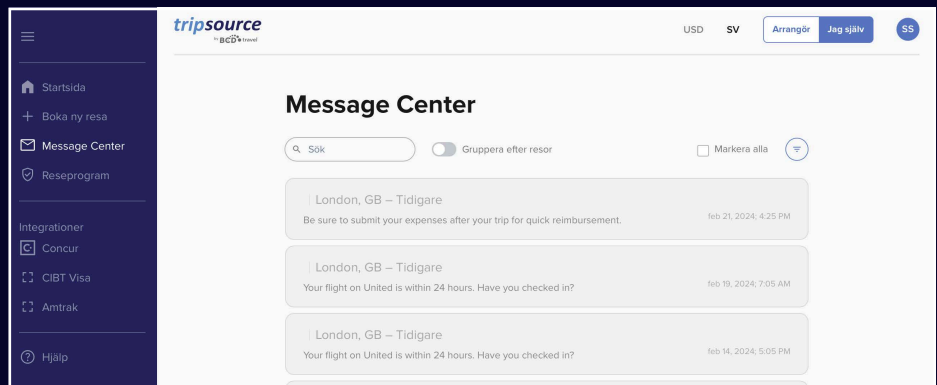 tripsource
by BCD travel
USD SV Arrangör Jag själv SS
Startsida
Boka ny resa
Message Center
Reseprogram
Integrationer
Concur
CIBT Visa
Amtrak
Hjälp
Message Center
Sök Gruppera efter resor Markera alla
London, GB – Tidigare
Be sure to submit your expenses after your trip for quick reimbursement. feb 21, 2024; 4:25 PM
London, GB – Tidigare
Your flight on United is within 24 hours. Have you checked in? feb 19, 2024; 7:05 AM
London, GB – Tidigare
Your flight on United is within 24 hours. Have you checked in? feb 14, 2024; 5:05 PM